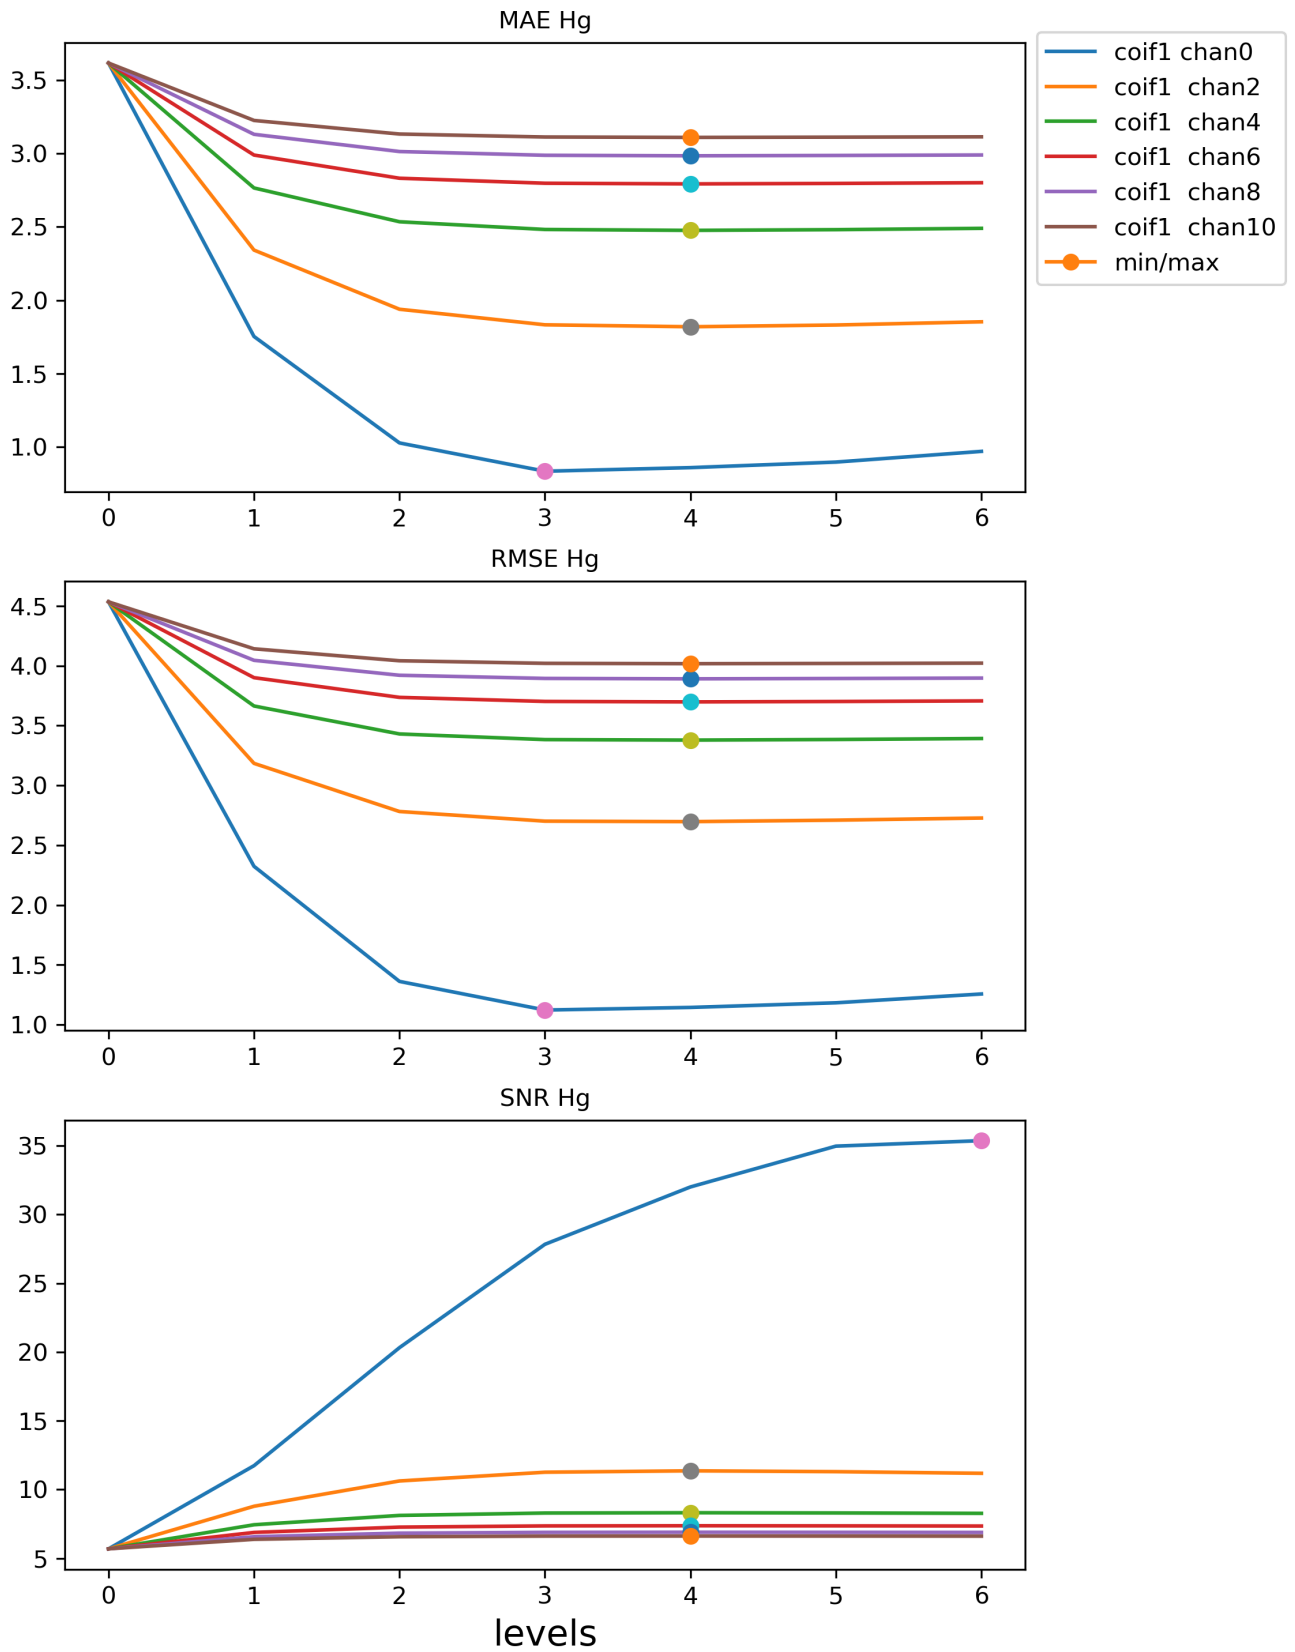 MAE Hg
3.5
3.0
2.5
2.0
1.5
1.0
0 1 2 3 4 5 6
coif1 chan0
coif1  chan2
coif1  chan4
coif1  chan6
coif1  chan8
coif1  chan10
min/max
RMSE Hg
4.5
4.0
3.5
3.0
2.5
2.0
1.5
1.0
0 1 2 3 4 5 6
SNR Hg
35
30
25
20
15
10
5
0 1 2 3 4 5 6
levels